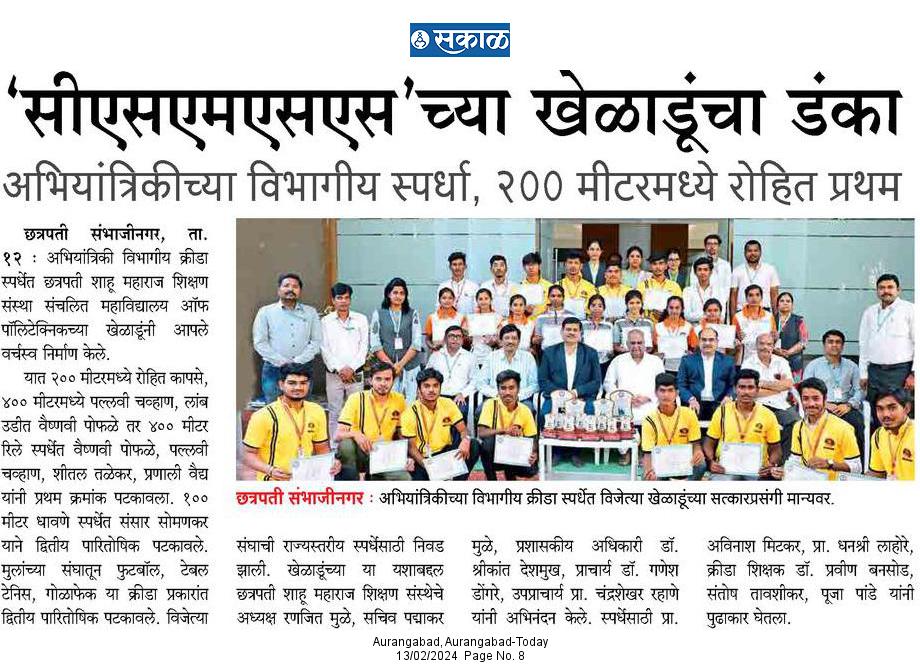 सकाळ
‘सीएसएमएसएस’च्या खेळाडूंचा डंका
अभियांत्रिकीच्या विभागीय स्पर्धा, २०० मीटरमध्ये रोहित प्रथम
छत्रपती संभाजीनगर, ता.
१२ : अभियांत्रिकी विभागीय क्रीडा
स्पर्धेत छत्रपती शाहू महाराज शिक्षण
संस्था संचलित महाविद्यालय ऑफ
पॉलिटेक्निकच्या खेळाडूंनी आपले
वर्चस्व निर्माण केले.
यात २०० मीटरमध्ये रोहित कापसे,
४०० मीटरमध्ये पल्लवी चव्हाण, लांब
उडीत वैष्णवी पोफळे तर ४०० मीटर
रिले स्पर्धेत वैष्णवी पोफळे, पल्लवी
चव्हाण, शीतल तळेकर, प्रणाली वैद्य
यांनी प्रथम क्रमांक पटकावला. १००
मीटर धावणे स्पर्धेत संसार सोमणकर
याने द्वितीय पारितोषिक पटकावले.
मुलांच्या संघातून फुटबॉल, टेबल
टेनिस, गोळाफेक या क्रीडा प्रकारांत
द्वितीय पारितोषिक पटकावले. विजेत्या
छत्रपती संभाजीनगर : अभियांत्रिकीच्या विभागीय क्रीडा स्पर्धेत विजेत्या खेळाडूंच्या सत्कारप्रसंगी मान्यवर.
संघाची राज्यस्तरीय स्पर्धेसाठी निवड
झाली. खेळाडूंच्या या यशाबद्दल
छत्रपती शाहू महाराज शिक्षण संस्थेचे
अध्यक्ष रणजित मुळे, सचिव पद्माकर
मुळे, प्रशासकीय अधिकारी डॉ.
श्रीकांत देशमुख, प्राचार्य डॉ. गणेश
डोंगरे, उपप्राचार्य प्रा. चंद्रशेखर रहाणे
यांनी अभिनंदन केले. स्पर्धेसाठी प्रा.
अविनाश मिटकर, प्रा. धनश्री लाहोरे,
क्रीडा शिक्षक डॉ. प्रवीण बनसोड,
संतोष तावशीकर, पूजा पांडे यांनी
पुढाकार घेतला.
Aurangabad, Aurangabad-Today
13/02/2024 Page No. 8